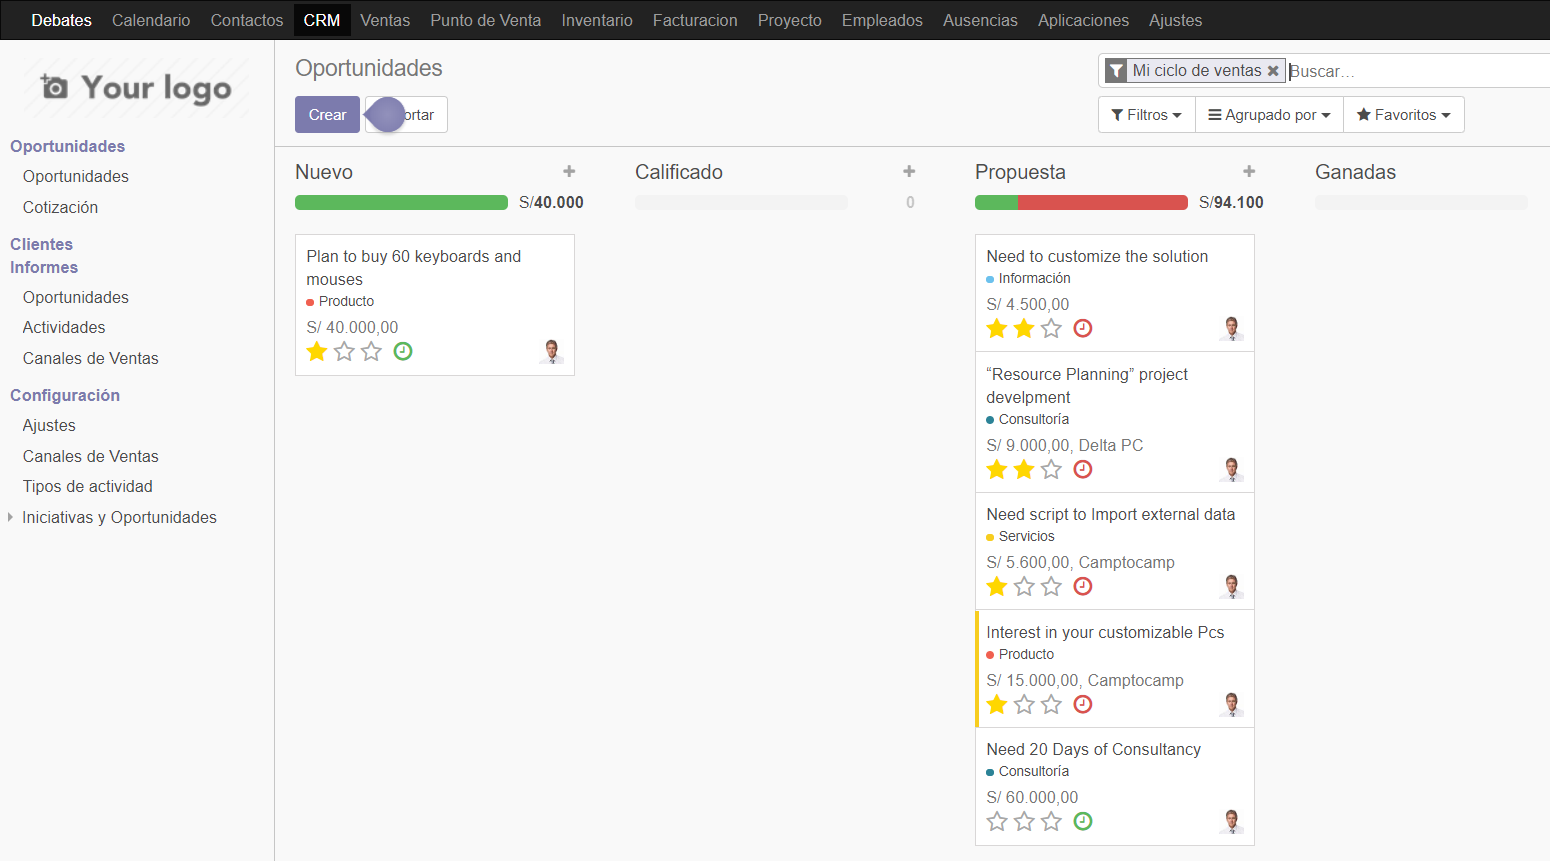 Debates Calendario Contactos CRM Ventas Punto de Venta Inventario Facturacion Proyecto Empleados Ausencias Aplicaciones Ajustes
Your logo
Oportunidades
Oportunidades
Cotización
Clientes
Informes
Oportunidades
Actividades
Canales de Ventas
Configuración
Ajustes
Canales de Ventas
Tipos de actividad
Iniciativas y Oportunidades
Oportunidades
Mi ciclo de ventas Buscar...
Crear ortar
Filtros Agrupado por Favoritos
Nuevo
S/40.000
Plan to buy 60 keyboards and
mouses
Producto
S/ 40.000,00
Calificado
0
Propuesta
S/94.100
Need to customize the solution
Información
S/ 4.500,00
“Resource Planning” project
develpment
Consultoría
S/ 9.000,00, Delta PC
Need script to Import external data
Servicios
S/ 5.600,00, Camptocamp
Interest in your customizable Pcs
Producto
S/ 15.000,00, Camptocamp
Need 20 Days of Consultancy
Consultoría
S/ 60.000,00
Ganadas